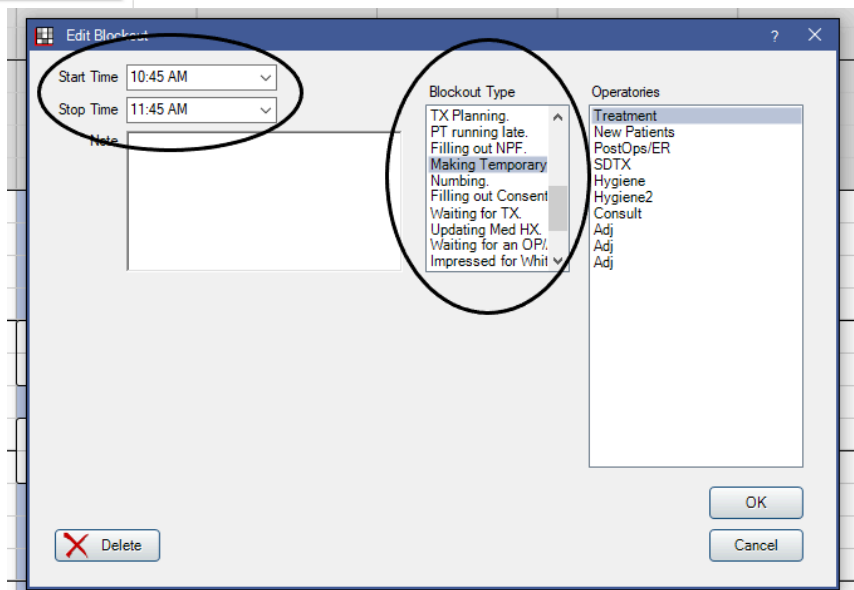 Edit Blockout
?
Start Time 10:45 AM
Stop Time 11:45 AM
Note
Blockout Type
TX Planning.
PT running late.
Filling out NPF.
Making Temporary
Numbing.
Filling out Consent
Waiting for TX.
Updating Med HX.
Waiting for an OP/.
Impressed for Whit
Operatories
Treatment
New Patients
PostOps/ER
SDTX
Hygiene
Hygiene2
Consult
Adj
Adj
Adj
OK
Delete
Cancel